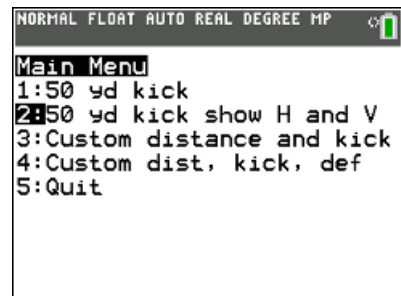 NORMAL FLOAT AUTO REAL DEGREE MP
Main Menu
1:50 yd kick
2:50 yd kick show H and V
3:Custom distance and kick
4:Custom dist, kick, def
5:Quit